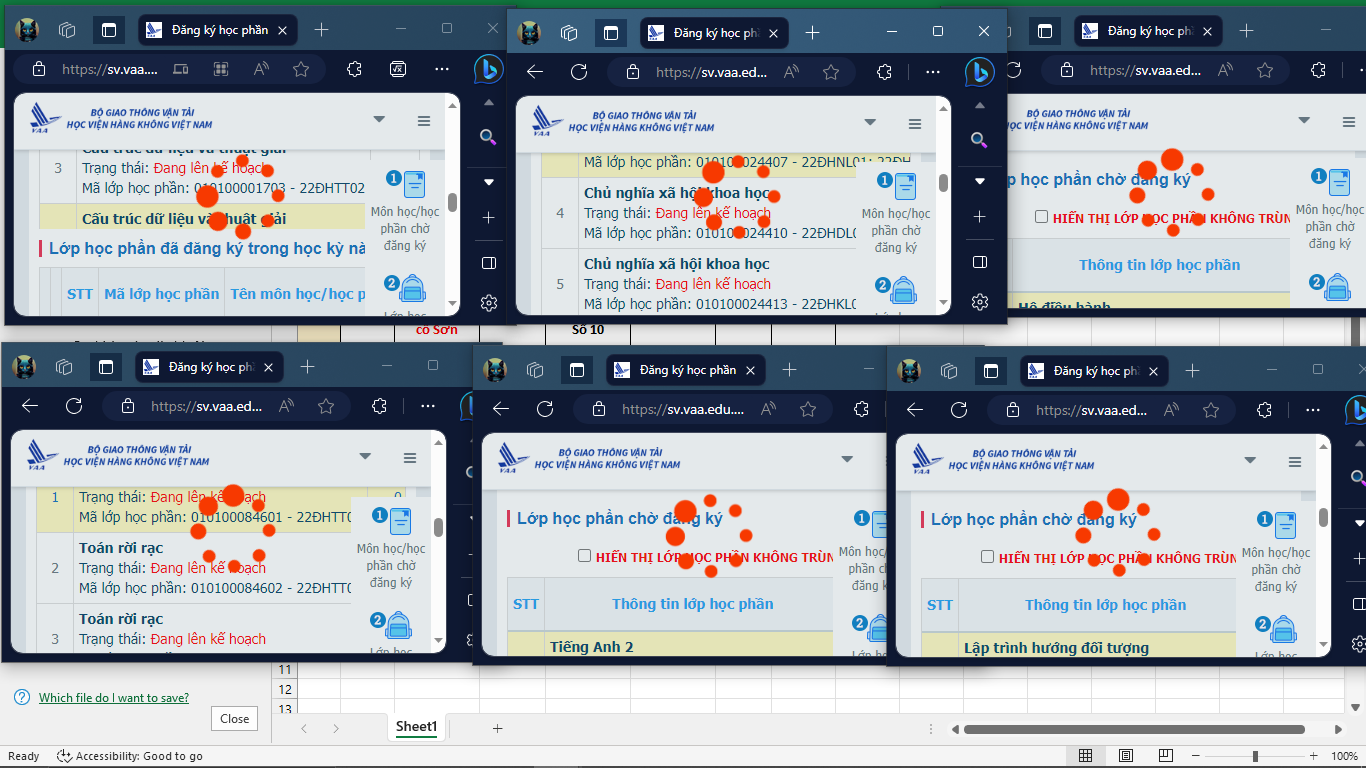 Đăng ký học phần
https://sv.vaa....
BỘ GIAO THÔNG VẬN TẢI
HỌC VIỆN HÀNG KHÔNG VIỆT NAM
3
Trạng thái: Đang lên kế hoạch
Mã lớp học phần: 010100001703 - 22ĐHTT02
Cấu trúc dữ liệu và thuật giải
Lớp học phần đã đăng ký trong học kỳ nà
STT Mã lớp học phần Tên môn học/học p
1
Môn học/học
phần chờ
đăng ký
2
Đăng ký học ph
https://sv.vaa.ed...
BỘ GIAO THÔNG VẬN TẢI
HỌC VIỆN HÀNG KHÔNG VIỆT NAM
Mã lớp học phần: 010100024407 - 22ĐHNL01; 22ĐH
Chủ nghĩa xã hội khoa học
4 Trạng thái: Đang lên kế hoạch
Mã lớp học phần: 010100024410 - 22ĐHDL0
Chủ nghĩa xã hội khoa học
5 Trạng thái: Đang lên kế hoạch
Mã lớp học phần: 010100024413 - 22ĐHKL0
1
Môn học/học
phần chờ
đăng ký
2
Đăng ký học ph
https://sv.vaa.edu....
BỘ GIAO THÔNG VẬN TẢI
HÀNG KHÔNG VIỆT NAM
p học phần chờ đăng ký
HIỂN THỊ LỚP HỌC PHẦN KHÔNG TRÙN
Thông tin lớp học phần
Hệ điều hành
1
Môn học/học
phần chờ
đăng ký
2
cô Sơn
Số 10
Đăng ký học ph
https://sv.vaa.ed...
BỘ GIAO THÔNG VẬN TẢI
HỌC VIỆN HÀNG KHÔNG VIỆT NAM
1 Trạng thái: Đang lên kế hoạch 0
Mã lớp học phần: 010100084601 - 22ĐHTT0
Toán rời rạc
2 Trạng thái: Đang lên kế hoạch
Mã lớp học phần: 010100084602 - 22ĐHTT0
Toán rời rạc
3 Trạng thái: Đang lên kế hoạch
1
Môn học/học
phần chờ
đăng ký
2
Lớp học
Đăng ký học phần
https://sv.vaa.edu....
BỘ GIAO THÔNG VẬN TẢI
HỌC VIỆN HÀNG KHÔNG VIỆT NAM
Lớp học phần chờ đăng ký
HIỂN THỊ LỚP HỌC PHẦN KHÔNG TRÙN
STT Thông tin lớp học phần
Tiếng Anh 2
1
Môn học/h
phần chờ
đăng ký
2
Đăng ký học ph
https://sv.vaa.ed...
BỘ GIAO THÔNG VẬN TẢI
HỌC VIỆN HÀNG KHÔNG VIỆT NAM
Lớp học phần chờ đăng ký
HIỂN THỊ LỚP HỌC PHẦN KHÔNG TRÙN
STT Thông tin lớp học phần
Lập trình hướng đối tượng
1
Môn học/học
phần chờ
đăng ký
2
11
12
13
Which file do I want to save?
Close
Sheet1
Ready
Accessibility: Good to go
100%